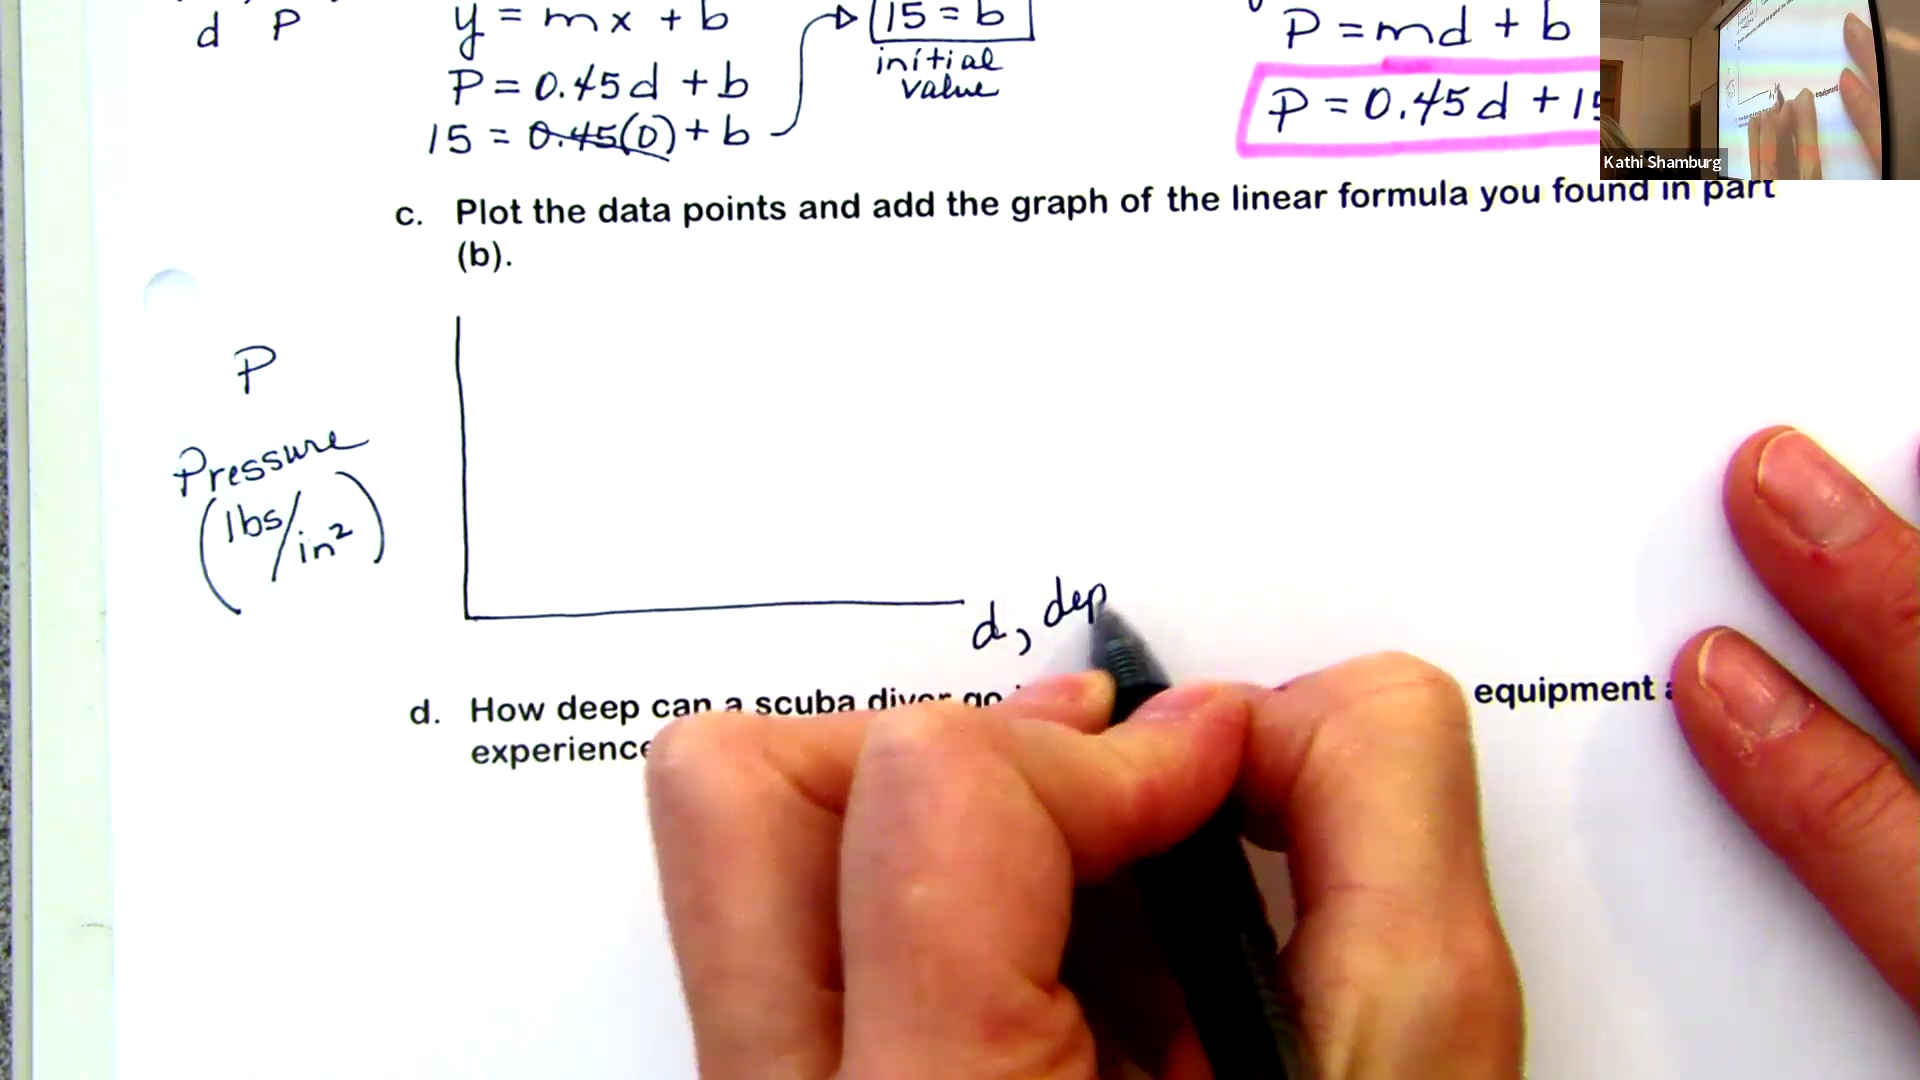 d P
y = mx + b
P = 0.45d + b
15 = 0.45(0) + b
15 = b
initial
value
P = md + b
P = 0.45d + 15
Kathi Shamburg
c. Plot the data points and add the graph of the linear formula you found in part
(b).
P
Pressure
(lbs/in²)
d, dep
d. How deep can a scuba diver go equipment
experience